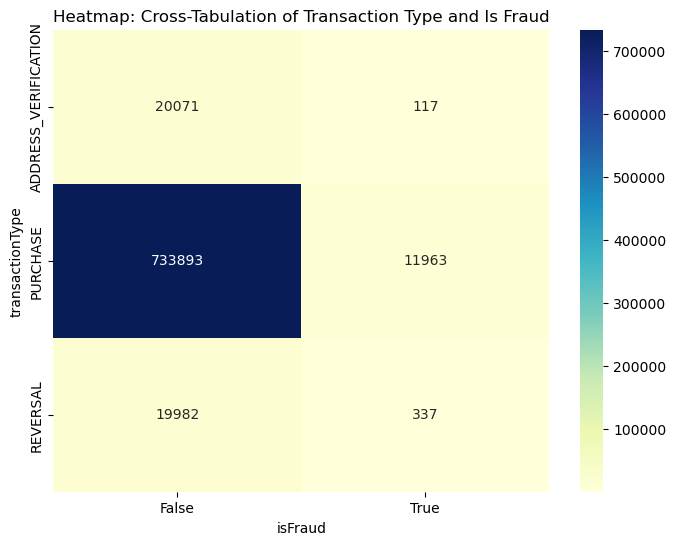 Heatmap: Cross-Tabulation of Transaction Type and Is Fraud
transactionType
ADDRESS_VERIFICATION
PURCHASE
REVERSAL
20071
117
733893
11963
19982
337
False
True
isFraud
700000
600000
500000
400000
300000
200000
100000